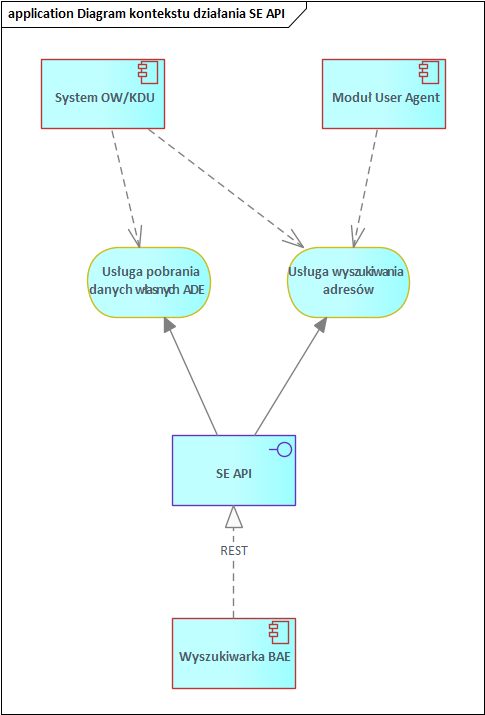 application Diagram kontekstu działania SE API
System OW/KDU
Moduł User Agent
Usługa pobrania
danych własnych ADE
Usługa wyszukiwania
adresów
SE API
REST
Wyszukiwarka BAE